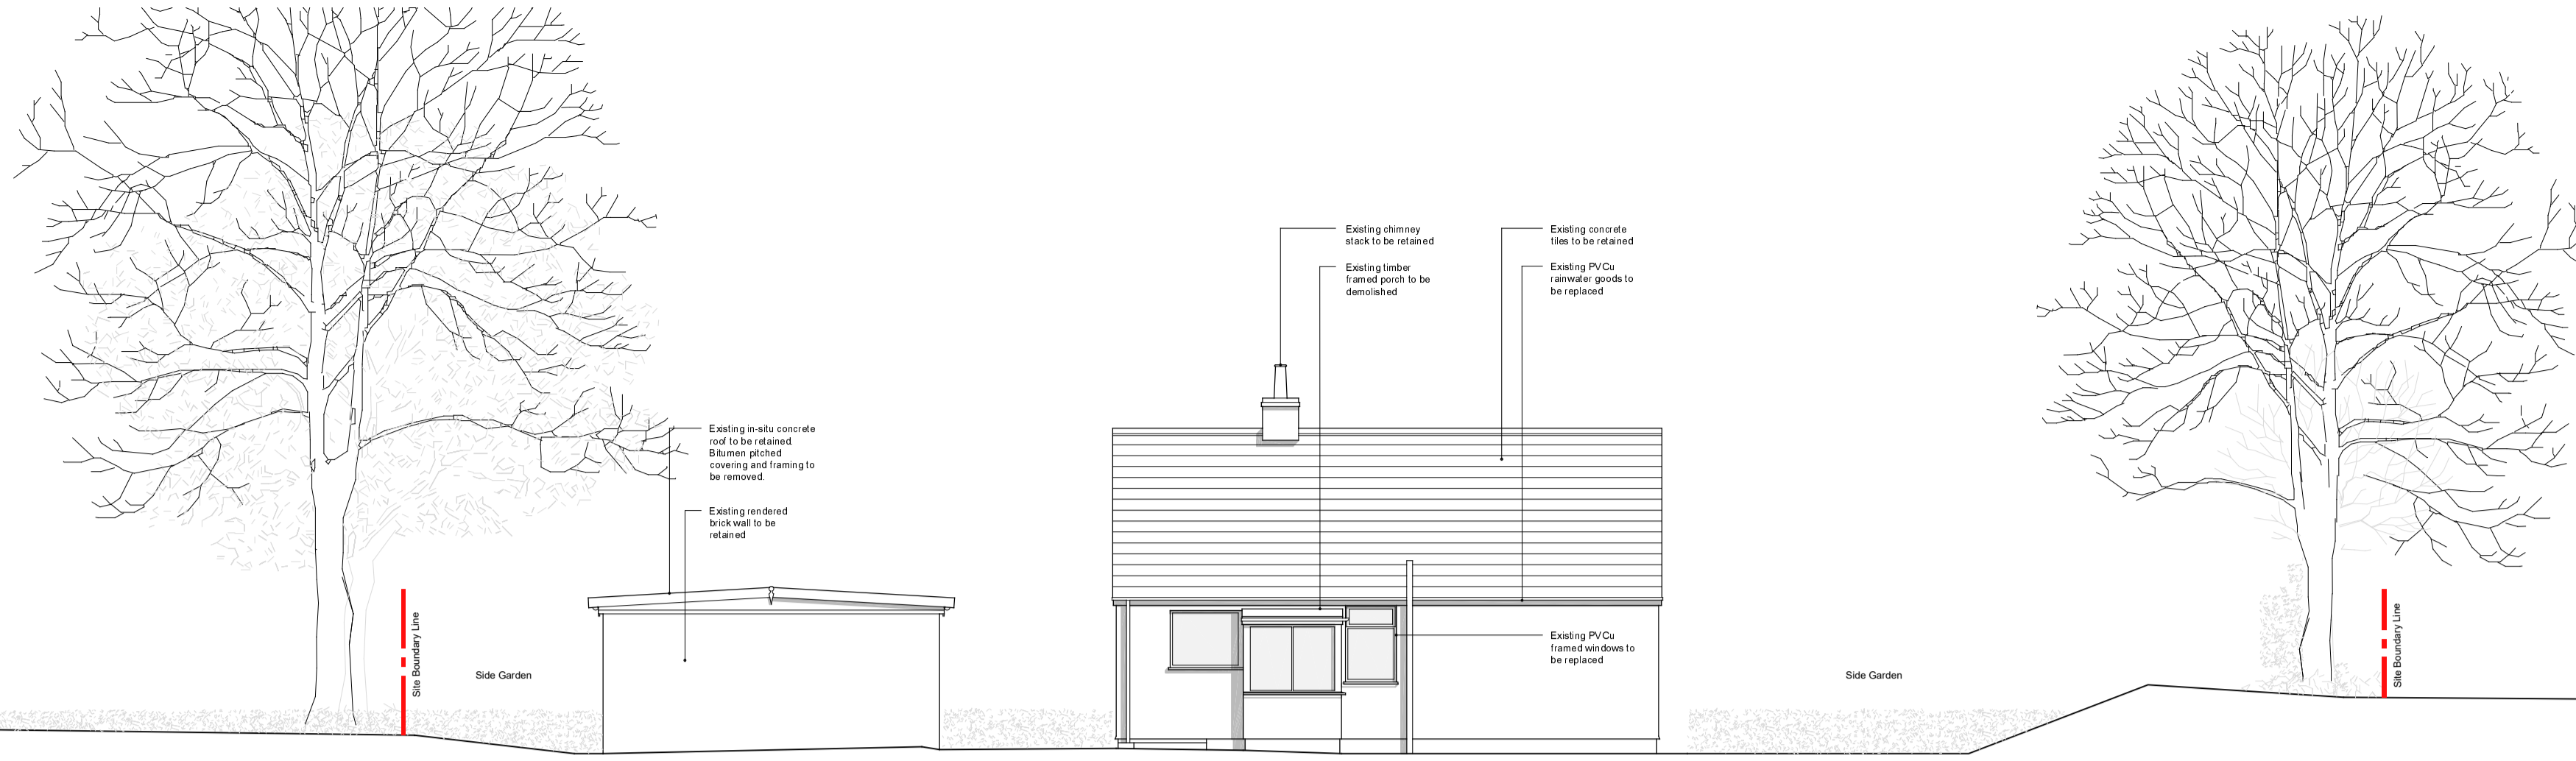 Existing chimney
stack to be retained
Existing timber
framed porch to be
demolished
Existing concrete
tiles to be retained
Existing PVCu
rainwater goods to
be replaced
Existing in-situ concrete
roof to be retained.
Bitumen pitched
covering and framing to
be removed.
Existing rendered
brick wall to be
retained
Existing PVCu
framed windows to
be replaced
Site Boundary Line
Side Garden
Side Garden
Site Boundary Line